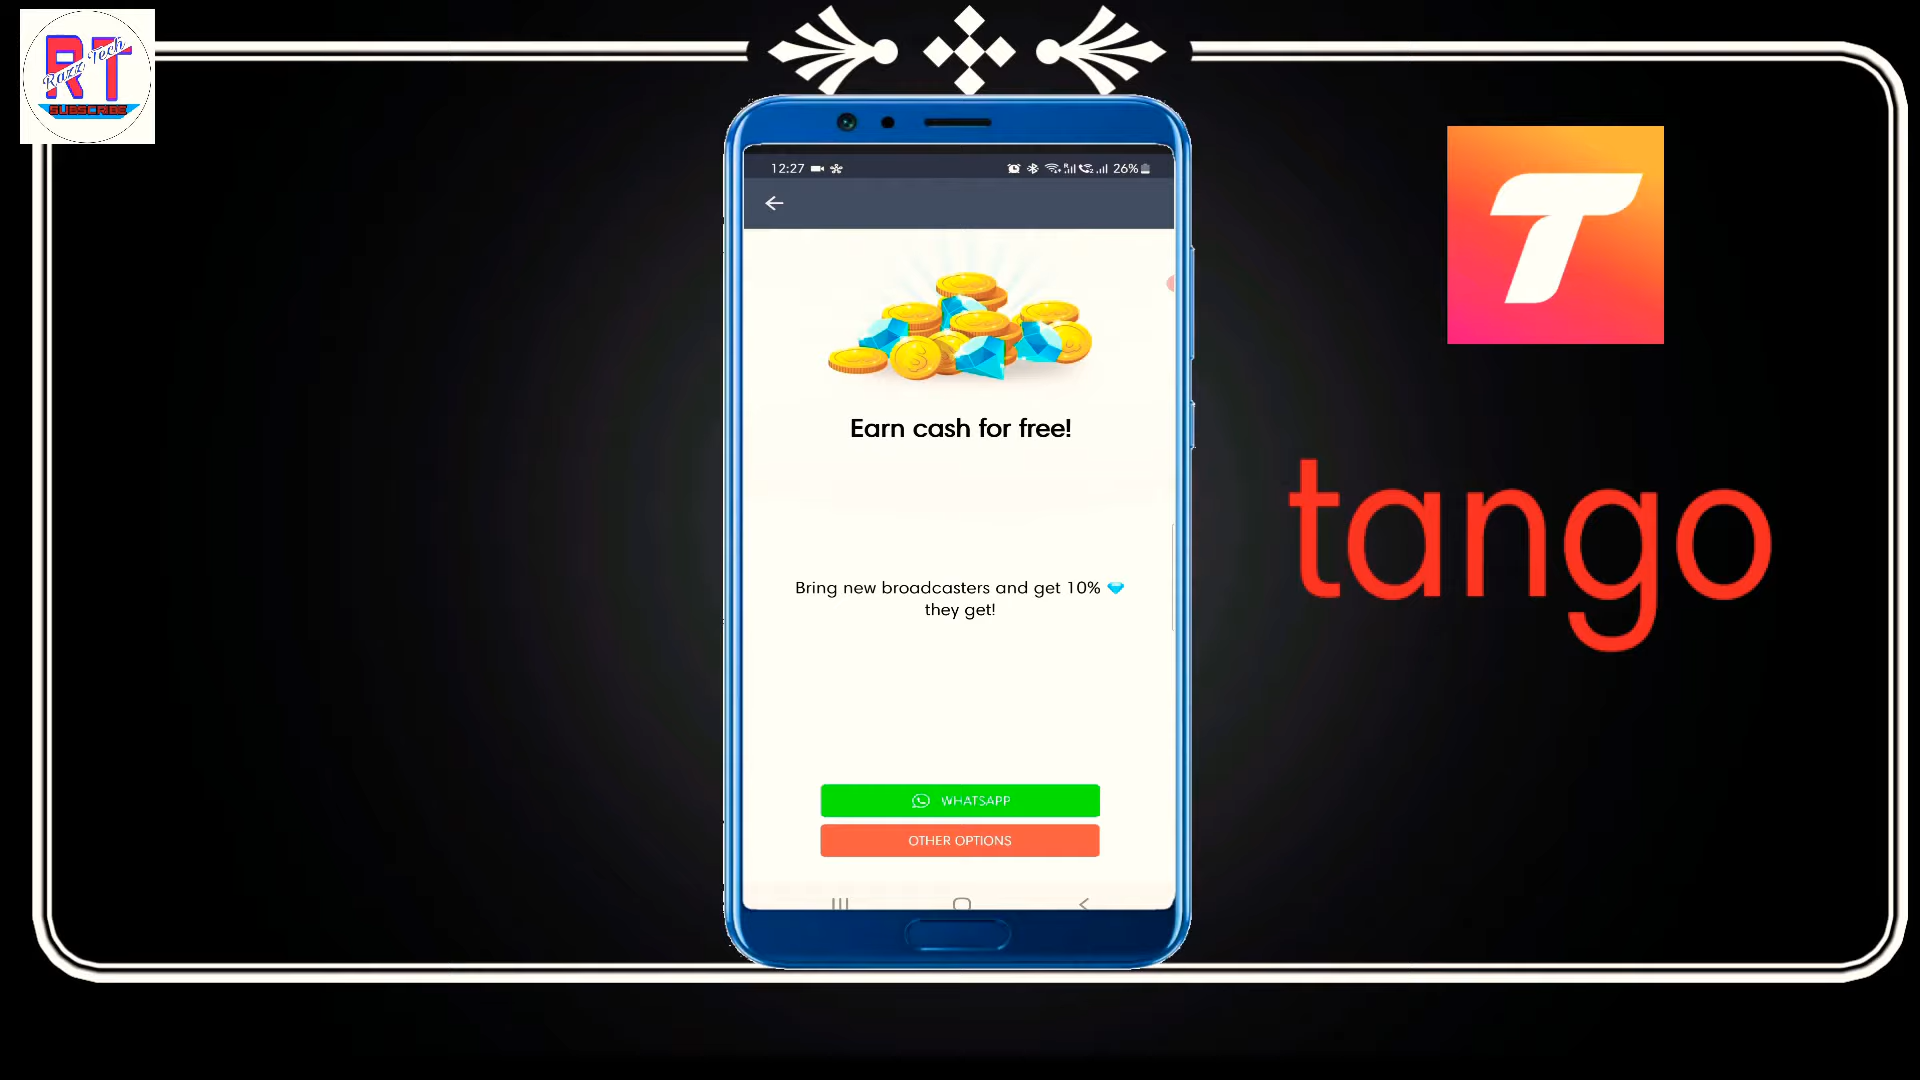 RT
Razz Tech
SUBSCRIBE
12:27
26%
Earn cash for free!
Bring new broadcasters and get 10% 💎
they get!
WHATSAPP
OTHER OPTIONS
T
tango